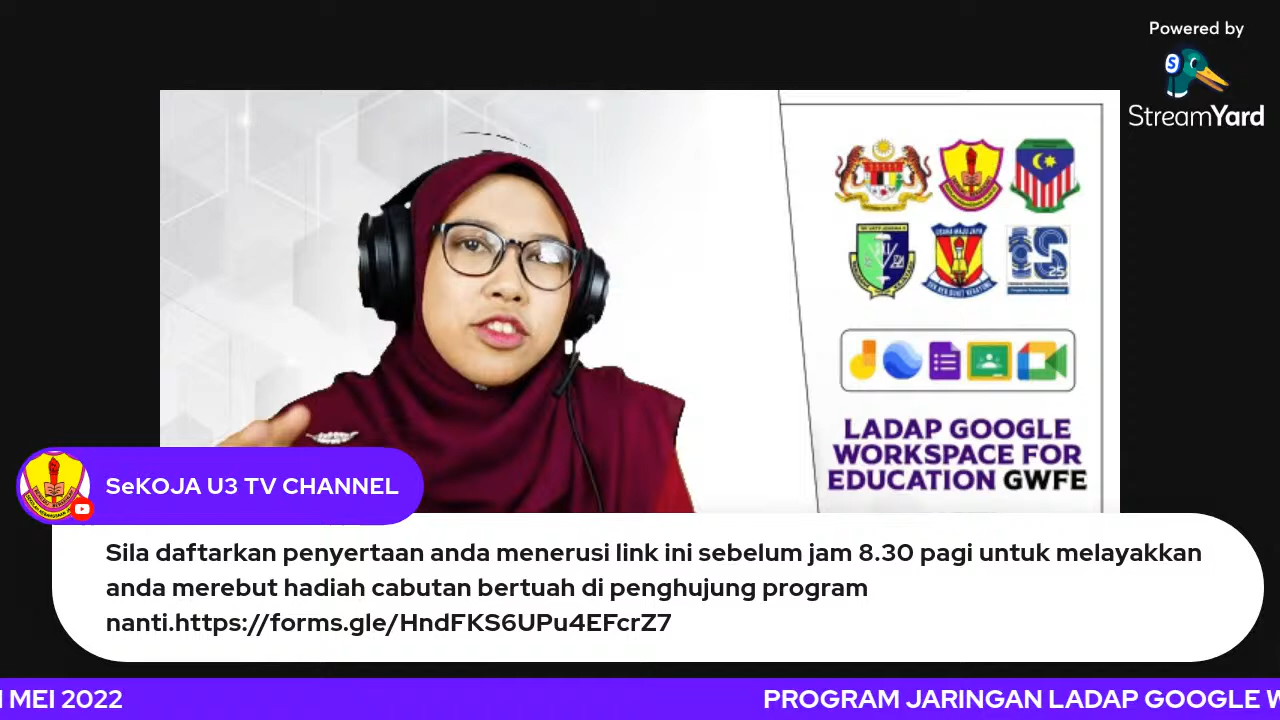 Powered by
StreamYard
LADAP GOOGLE
WORKSPACE FOR
EDUCATION GWFE
SeKOJA U3 TV CHANNEL
Sila daftarkan penyertaan anda menerusi link ini sebelum jam 8.30 pagi untuk melayakkan
anda merebut hadiah cabutan bertuah di penghujung program
nanti.https://forms.gle/HndFKS6UPu4EFcrZ7
MEI 2022
PROGRAM JARINGAN LADAP GOOGLE